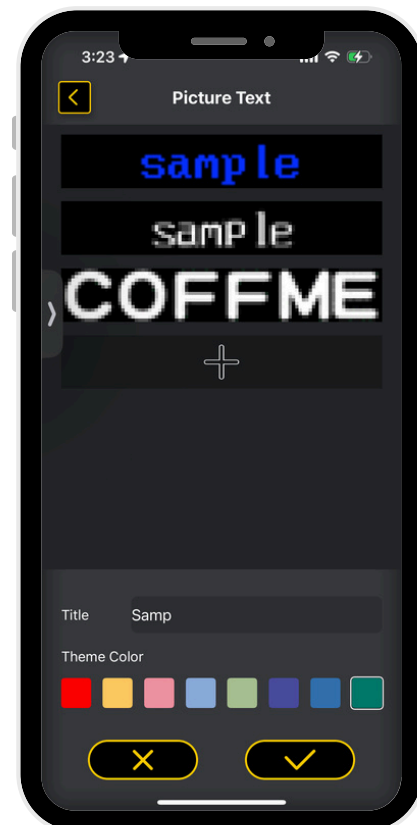 3:23
Picture Text
sample
sample
COFFME
Title Samp
Theme Color